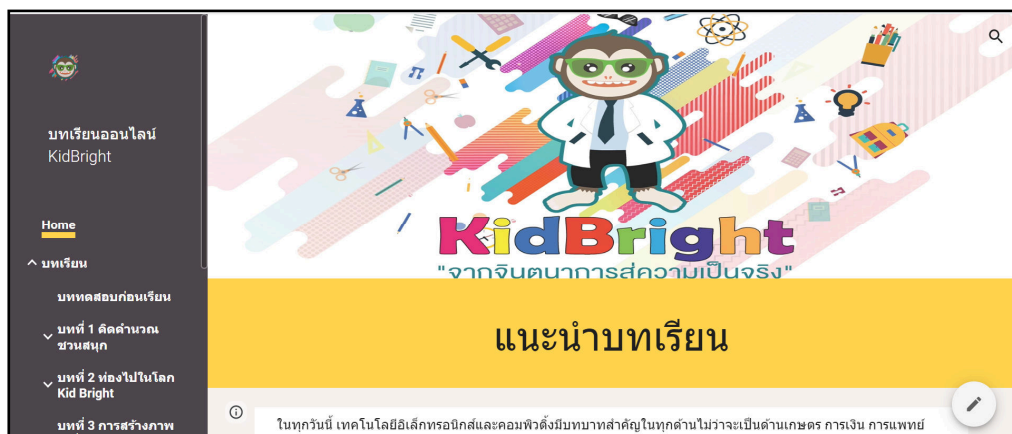 บทเรียนออนไลน์
KidBright
Home
บทเรียน
บททดสอบก่อนเรียน
บทที่ 1 คิดคำนวณ
ชวนสนุก
บทที่ 2 ท่องไปในโลก
Kid Bright
บทที่ 3 การสร้างภาพ
KidBright
"จากจินตนาการสู่ความเป็นจริง"
แนะนำบทเรียน
ในทุกวันนี้ เทคโนโลยีอิเล็กทรอนิกส์และคอมพิวติ้งมีบทบาทสำคัญในทุกด้านไม่ว่าจะเป็นด้านเกษตร การเงิน การแพทย์